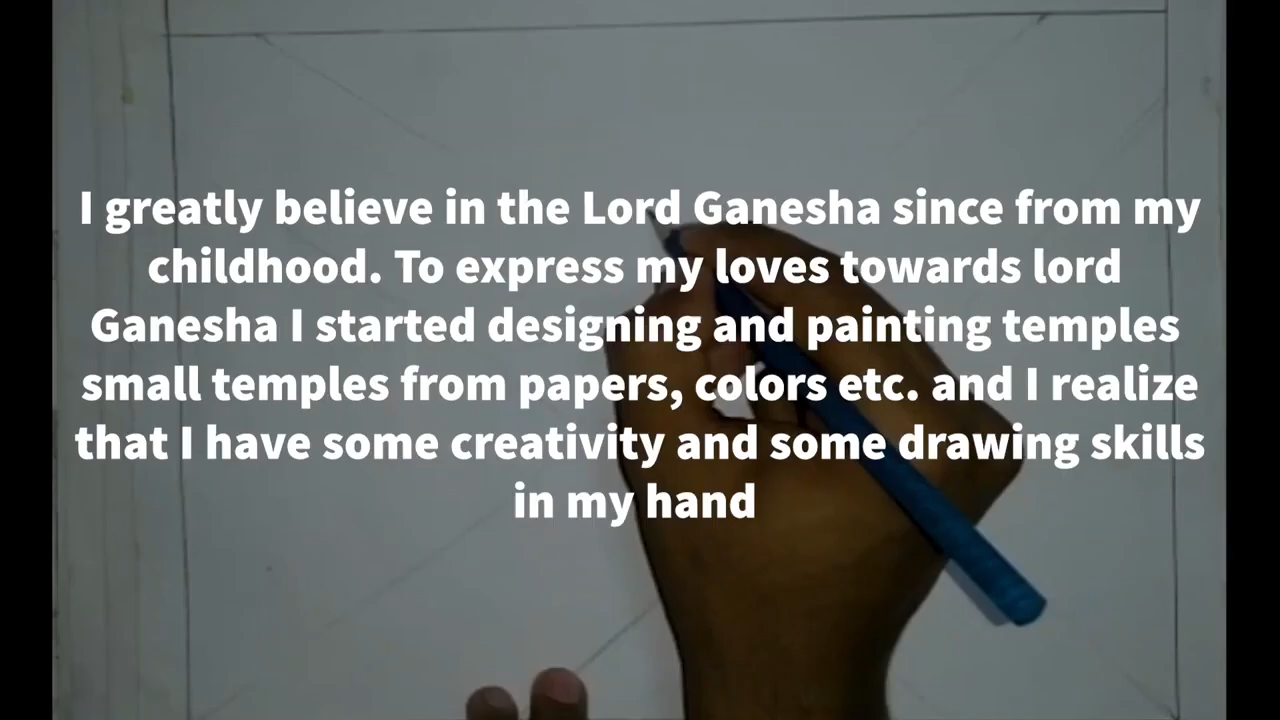 I greatly believe in the Lord Ganesha since from my
childhood. To express my loves towards lord
Ganesha I started designing and painting temples
small temples from papers, colors etc. and I realize
that I have some creativity and some drawing skills
in my hand